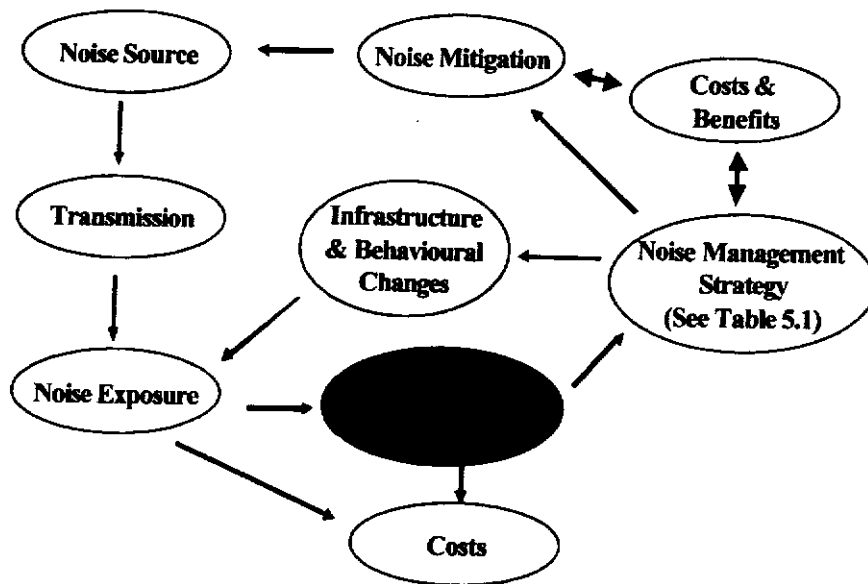 Noise Source
Noise Mitigation
Costs &
Benefits
Transmission
Infrastructure
& Behavioural
Changes
Noise Management
Strategy
(See Table 5.1)
Noise Exposure
Costs